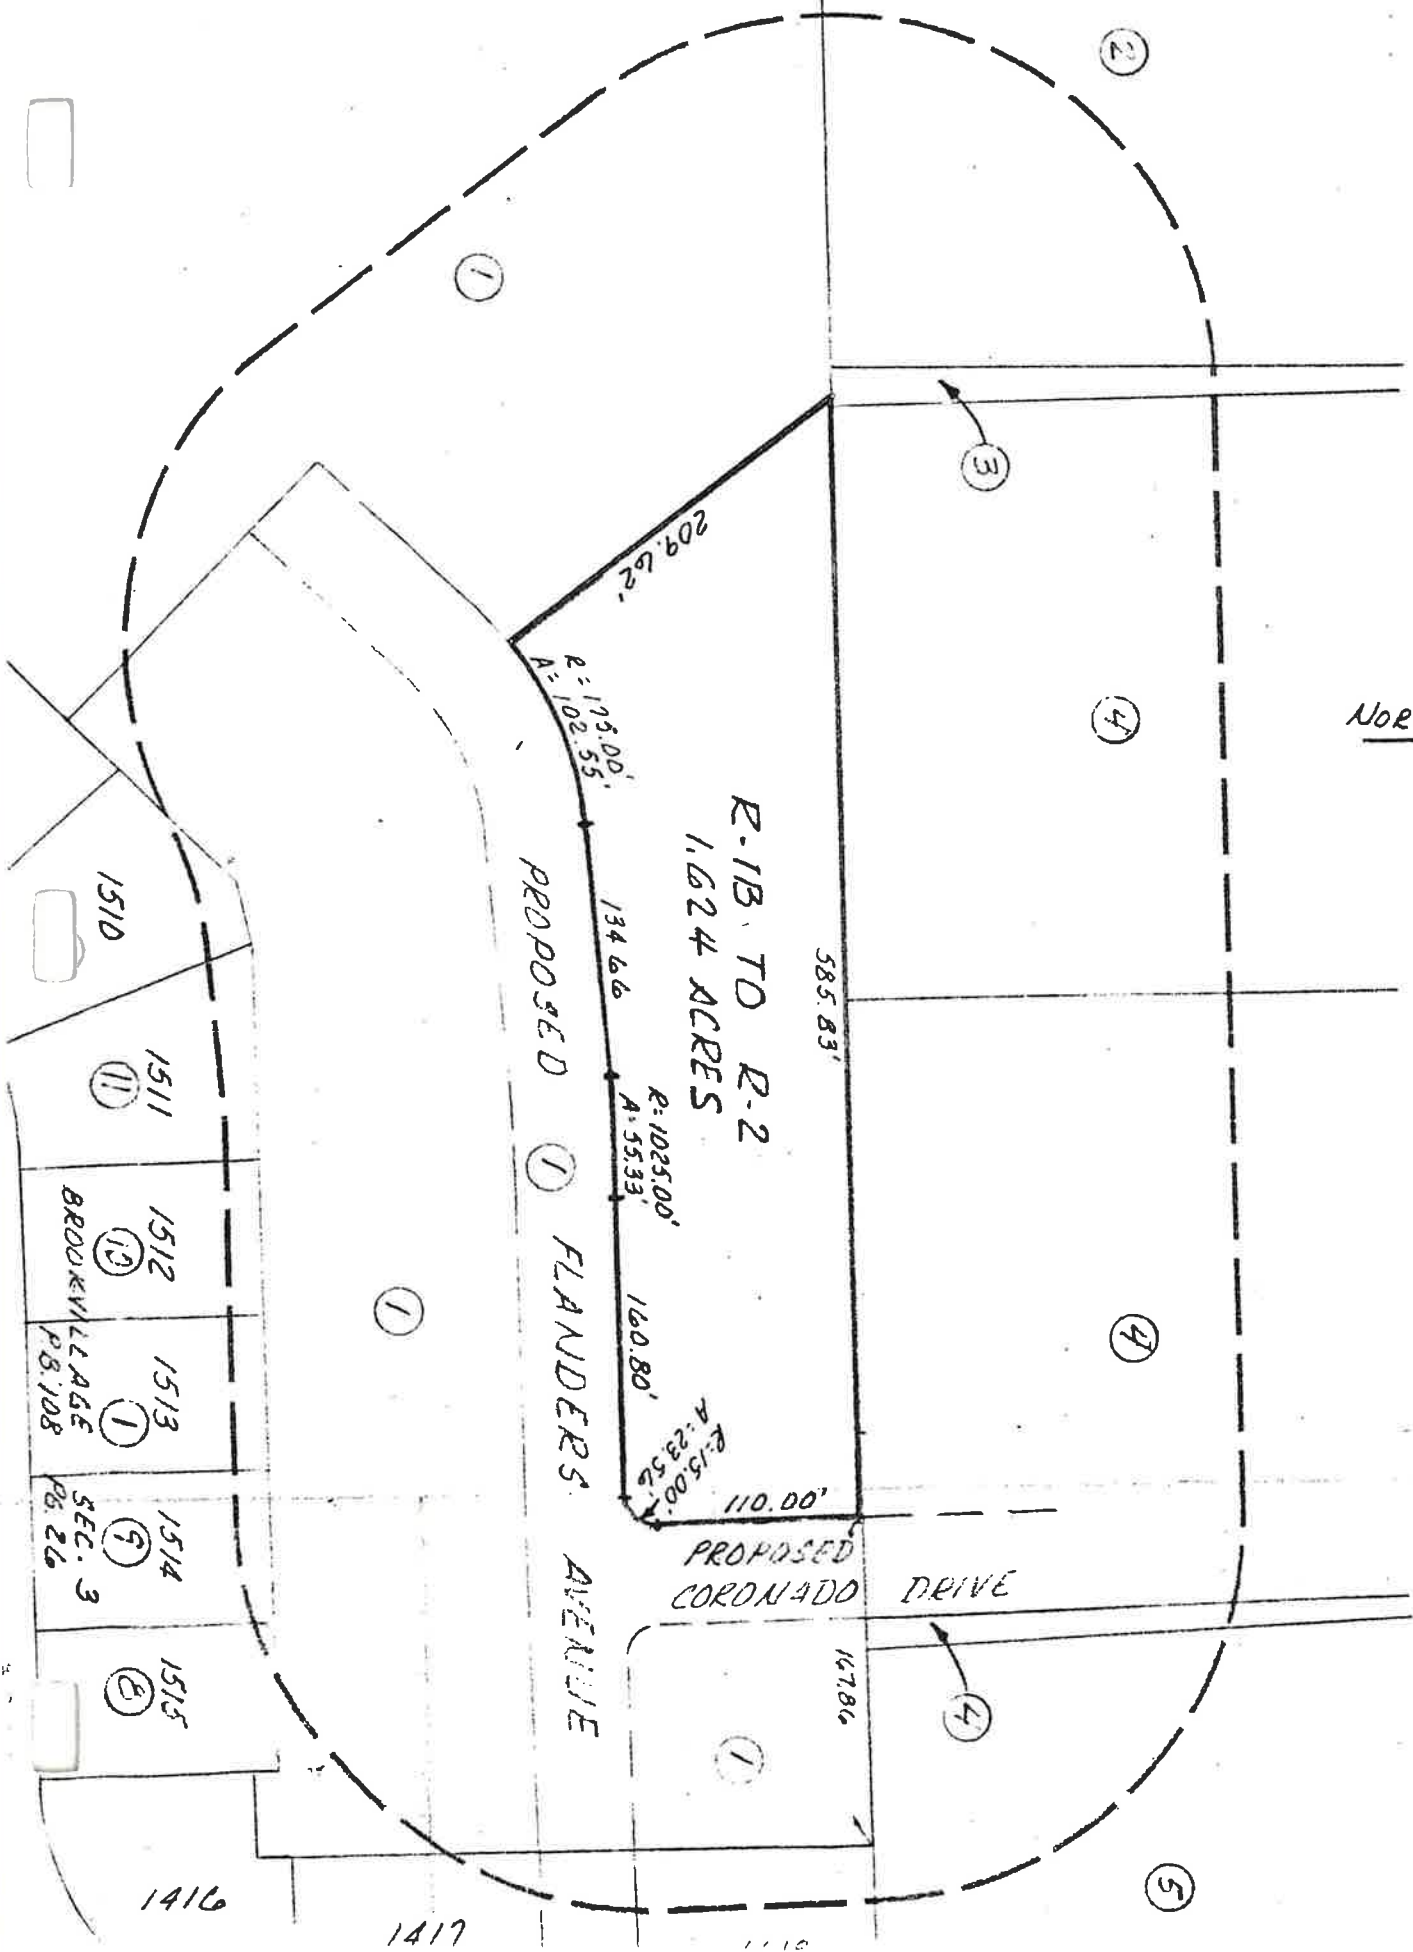 2
1
3
209.62'
R = 175.00'
A = 102.55'
4
NOR
R-1B TO R-2
1.624 ACRES
585.83'
134.66
R= 1025.00'
A= 55.33'
160.80'
R=15.00'
A=23.56'
110.00'
PROPOSED
CORONADO DRIVE
PROPOSED 1 FLANDERS AVENUE
4
1
167.86
4
1
5
1510
1511
11
1512
10
1513
1
1514
9
1515
8
BROOKVILLAGE SEC. 3
P.B. 108 PG. 26
1416
1417